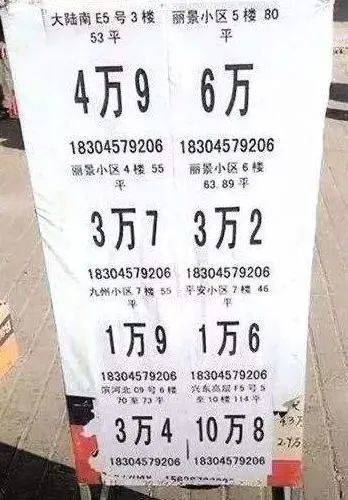 大陆南 E5 号 3 楼
53 平
4万9
18304579206
丽景小区 5 楼 80
平
6万
18304579206
丽景小区 4 楼 55
平
3万7
18304579206
丽景小区 6 楼
63.89 平
3万2
18304579206
九州小区 7 楼 55
平
1万9
18304579206
平安小区 7 楼 46
平
1万6
18304579206
滨河北 09 号 6 楼
70 至 73 平
3万4
18304579206
兴东高层 F5 号 5
至 10 楼 114 平
10万8
18304579206